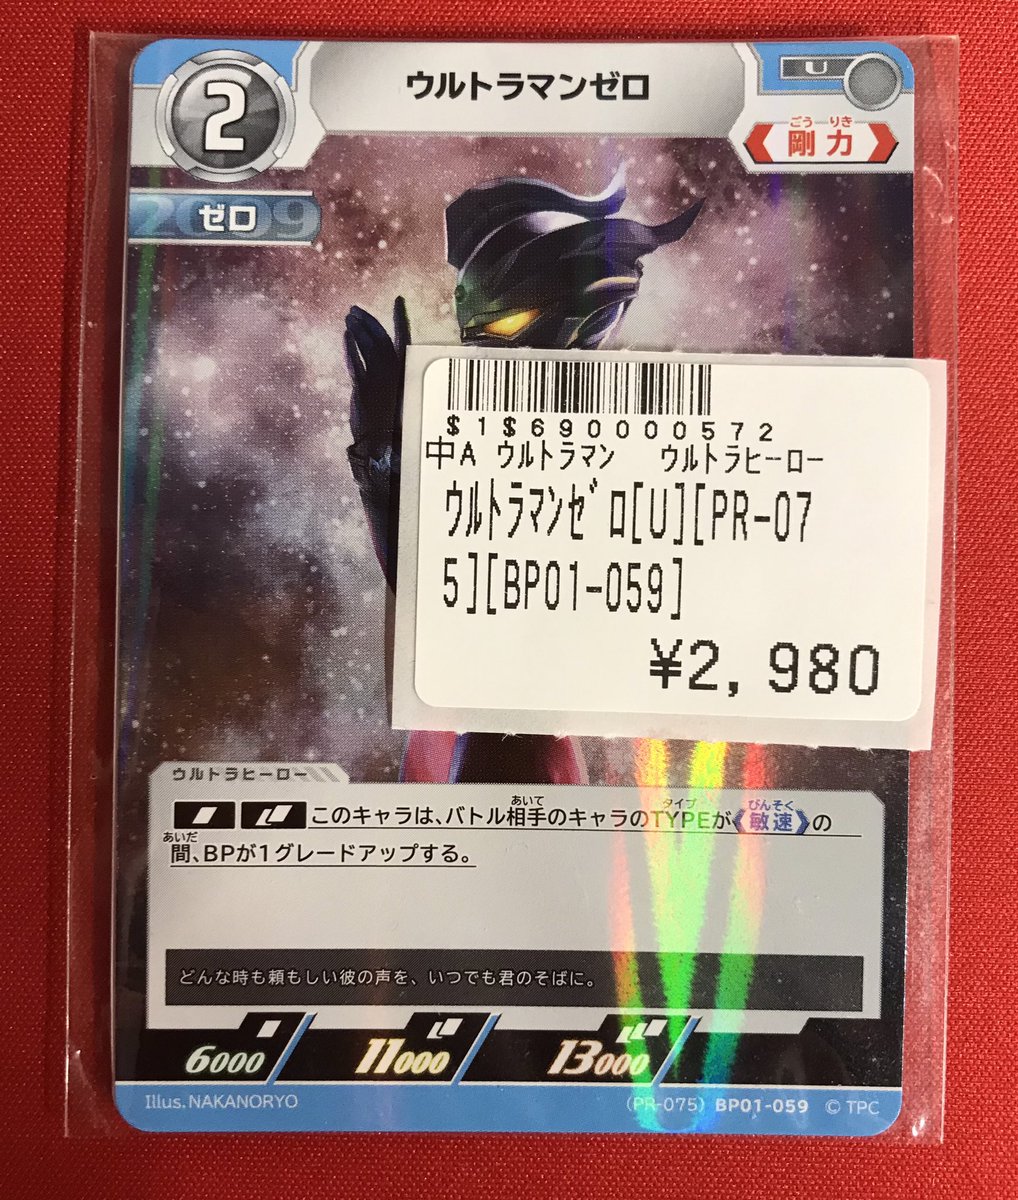 2
ウルトラマンゼロ
U
ごう りき
剛力
2009
ゼロ
$1$690000572
中A ウルトラマン ウルトラヒーロー
ウルトラマンゼロ[U][PR-07
5][BP01-059]
¥2,980
ウルトラヒーロー
あいて タイプ びんそく
このキャラは、バトル相手のキャラのTYPEが《敏速》の
あいだ
間、BPが1グレードアップする。
どんな時も頼もしい彼の声を、いつでも君のそばに。
6000 11000 13000
Illus. NAKANORYO (PR-075) BP01-059 © TPC